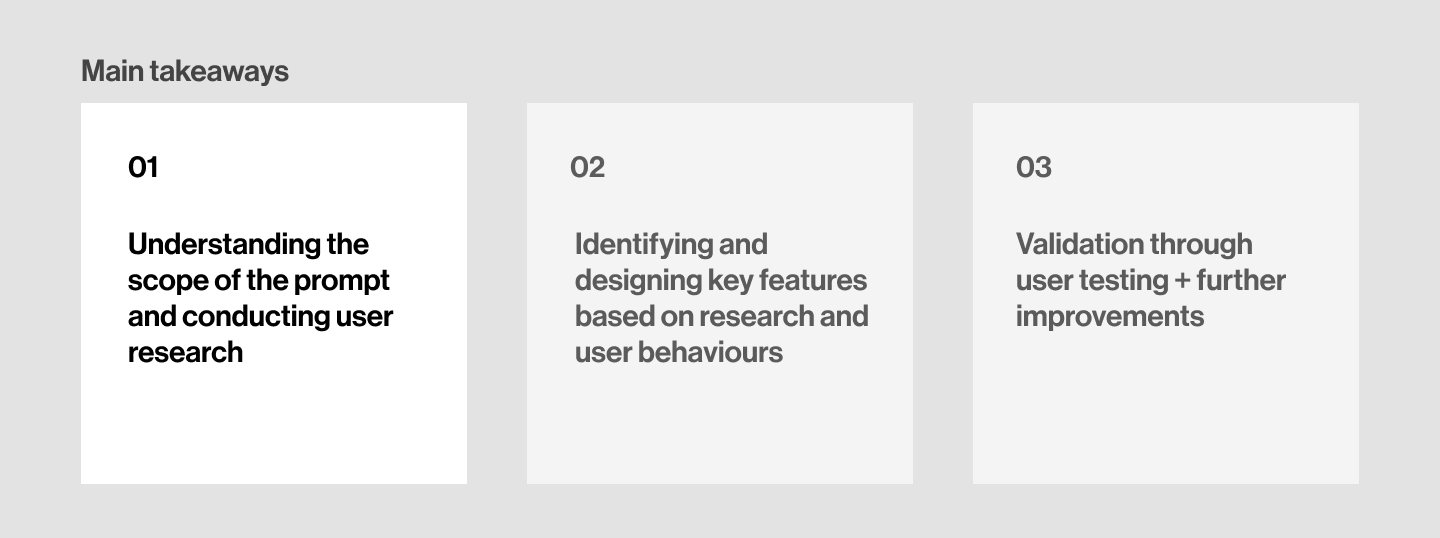 Main takeaways
01
Understanding the
scope of the prompt
and conducting user
research
02
Identifying and
designing key features
based on research and
user behaviours
03
Validation through
user testing + further
improvements